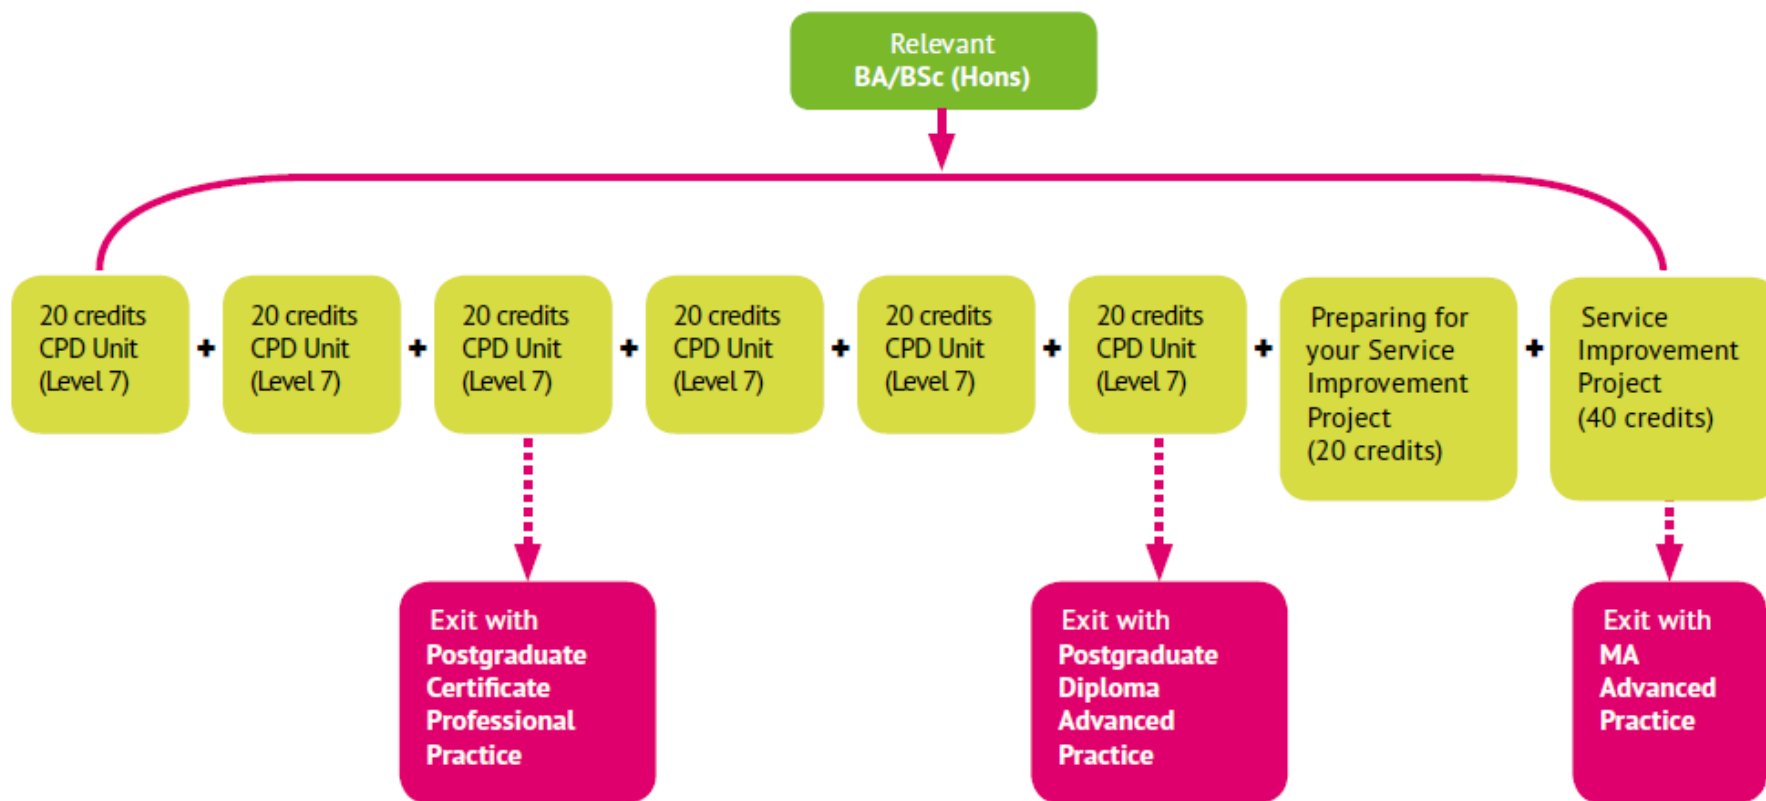 Relevant
BA/BSc (Hons)
20 credits
CPD Unit
(Level 7)
+
20 credits
CPD Unit
(Level 7)
+
20 credits
CPD Unit
(Level 7)
+
20 credits
CPD Unit
(Level 7)
+
20 credits
CPD Unit
(Level 7)
+
20 credits
CPD Unit
(Level 7)
+
Preparing for
your Service
Improvement
Project
(20 credits)
+
Service
Improvement
Project
(40 credits)
Exit with
Postgraduate
Certificate
Professional
Practice
Exit with
Postgraduate
Diploma
Advanced
Practice
Exit with
MA
Advanced
Practice